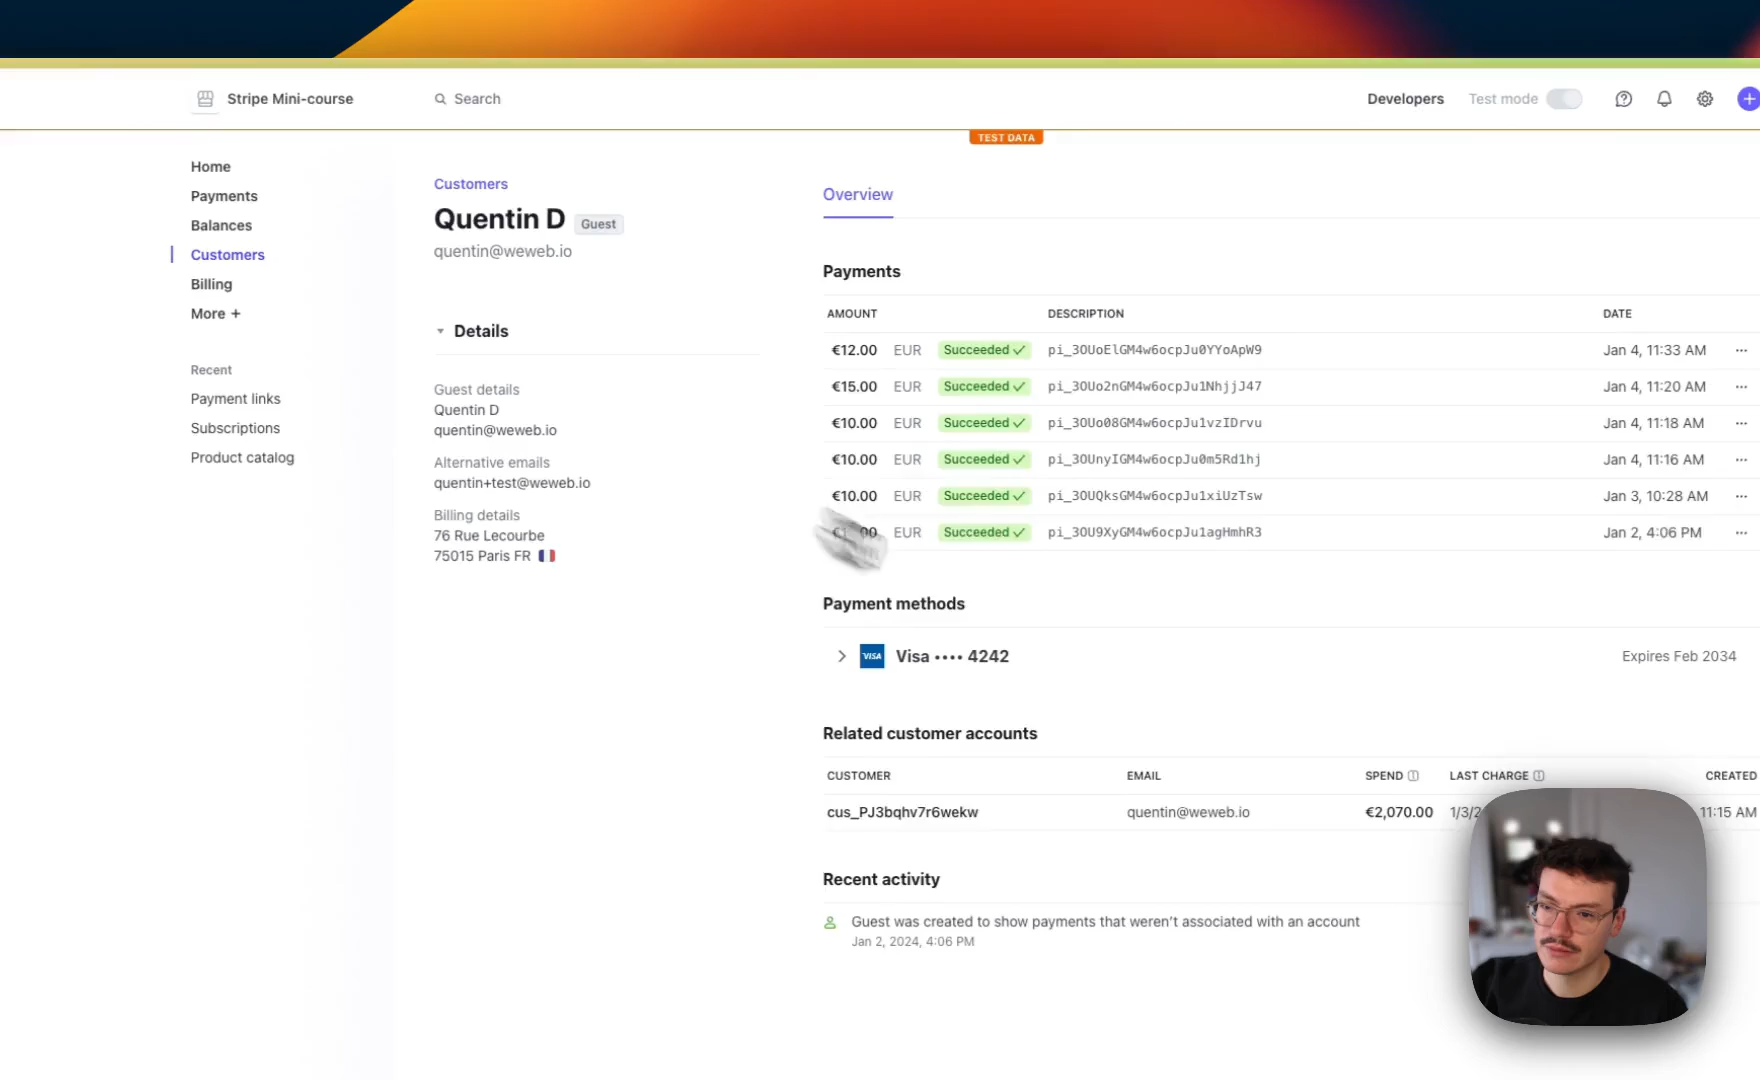 Stripe Mini-course
Search
Developers
Test mode
TEST DATA
Home
Payments
Balances
Customers
Billing
More +
Recent
Payment links
Subscriptions
Product catalog
Customers
Quentin D Guest
quentin@weweb.io
Details
Guest details
Quentin D
quentin@weweb.io
Alternative emails
quentin+test@weweb.io
Billing details
76 Rue Lecourbe
75015 Paris FR
Overview
Payments
AMOUNT DESCRIPTION DATE
€12.00 EUR Succeeded pi_3OUoElGM4w6ocpJu0YYoApW9 Jan 4, 11:33 AM
€15.00 EUR Succeeded pi_3OUo2nGM4w6ocpJu1NhjjJ47 Jan 4, 11:20 AM
€10.00 EUR Succeeded pi_3OUo08GM4w6ocpJu1vzIDrvu Jan 4, 11:18 AM
€10.00 EUR Succeeded pi_3OUnyIGM4w6ocpJu0m5Rd1hj Jan 4, 11:16 AM
€10.00 EUR Succeeded pi_3OUQksGM4w6ocpJu1xiUzTsw Jan 3, 10:28 AM
EUR Succeeded pi_3OU9XyGM4w6ocpJu1agHmhR3 Jan 2, 4:06 PM
Payment methods
VISA Visa •••• 4242 Expires Feb 2034
Related customer accounts
CUSTOMER EMAIL SPEND LAST CHARGE CREATED
cus_PJ3bqhv7r6wekw quentin@weweb.io €2,070.00 1/3/2 11:15 AM
Recent activity
Guest was created to show payments that weren’t associated with an account
Jan 2, 2024, 4:06 PM